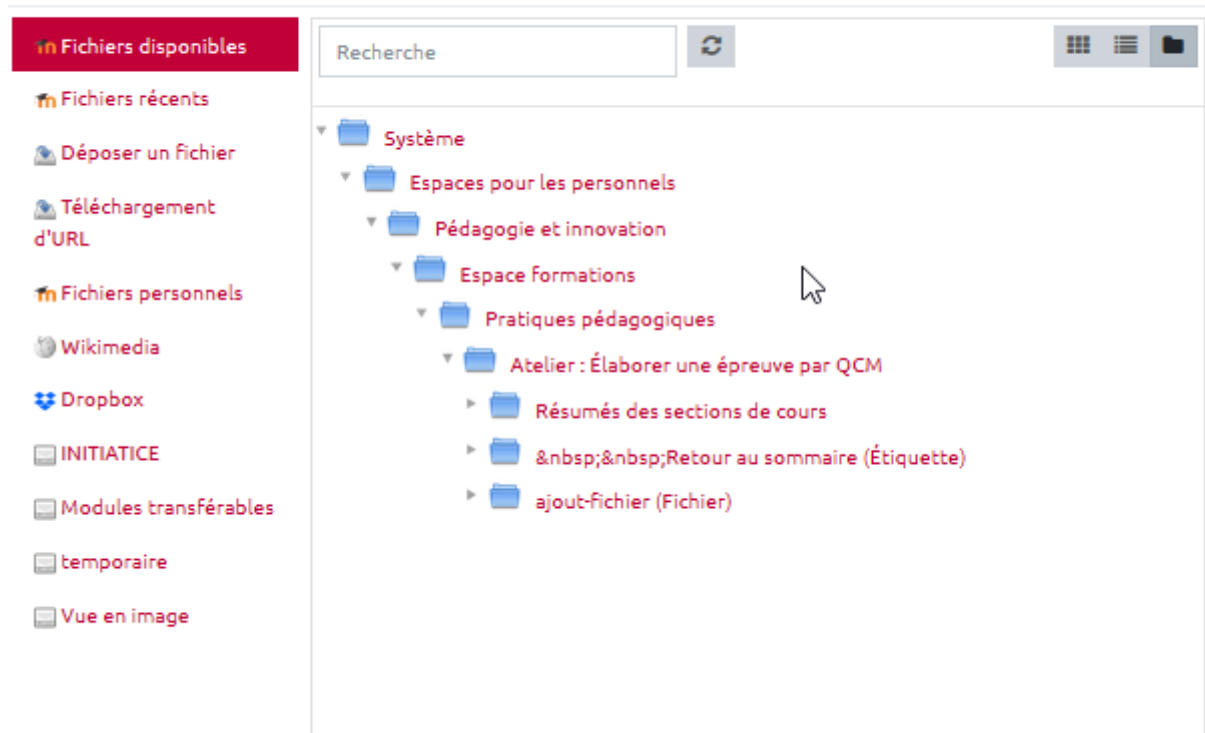 Fichiers disponibles
Fichiers récents
Déposer un fichier
Téléchargement
d'URL
Fichiers personnels
Wikimedia
Dropbox
INITIATICE
Modules transférables
temporaire
Vue en image
Recherche
Système
Espaces pour les personnels
Pédagogie et innovation
Espace formations
Pratiques pédagogiques
Atelier : Élaborer une épreuve par QCM
Résumés des sections de cours
&nbsp;&nbsp;Retour au sommaire (Étiquette)
ajout-fichier (Fichier)